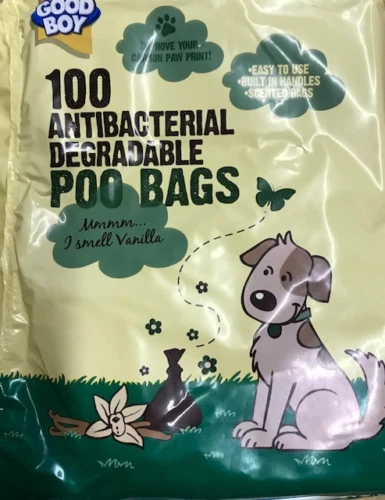 GOOD
BOY
MOVE YOUR
CARBON PAW PRINT!
•EASY TO USE
•BUILT IN HANDLES
•SCENTED BAGS
100
ANTIBACTERIAL
DEGRADABLE
POO BAGS
Mmmm...
I smell Vanilla